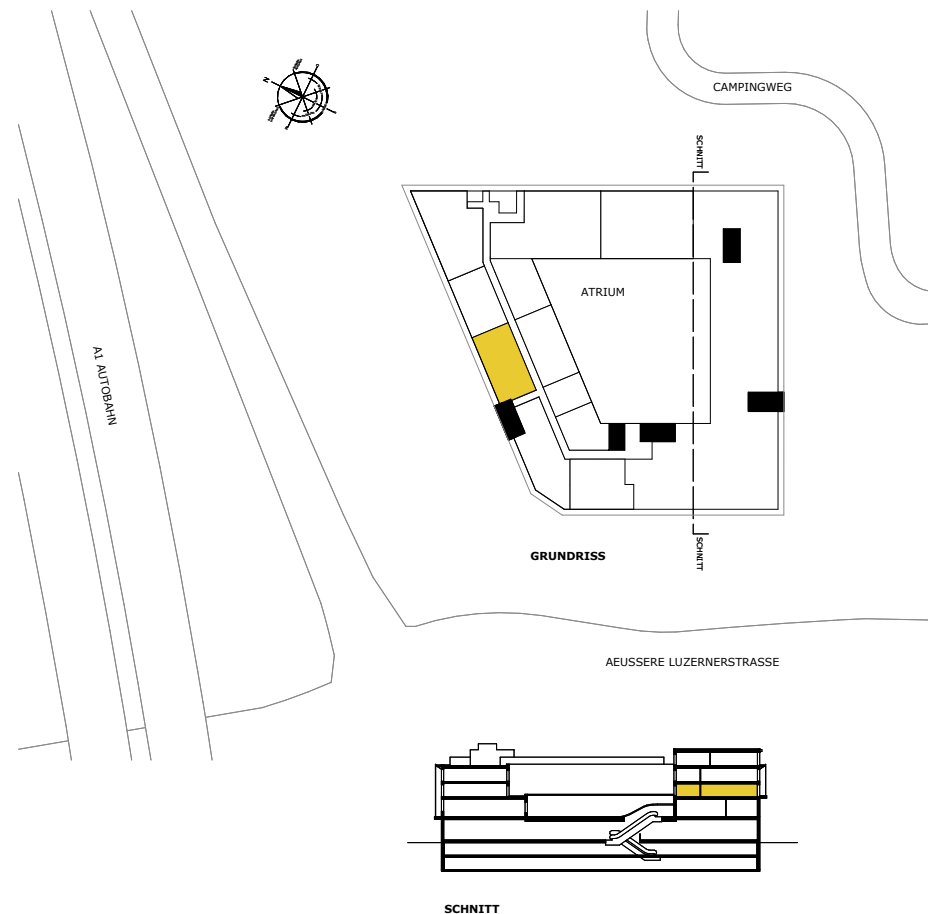 CAMPINGWEG
N
SCHNITT
ATRIUM
A1 AUTOBAHN
SCHNITT
GRUNDRISS
AEUSSERE LUZERNERSTRASSE
SCHNITT